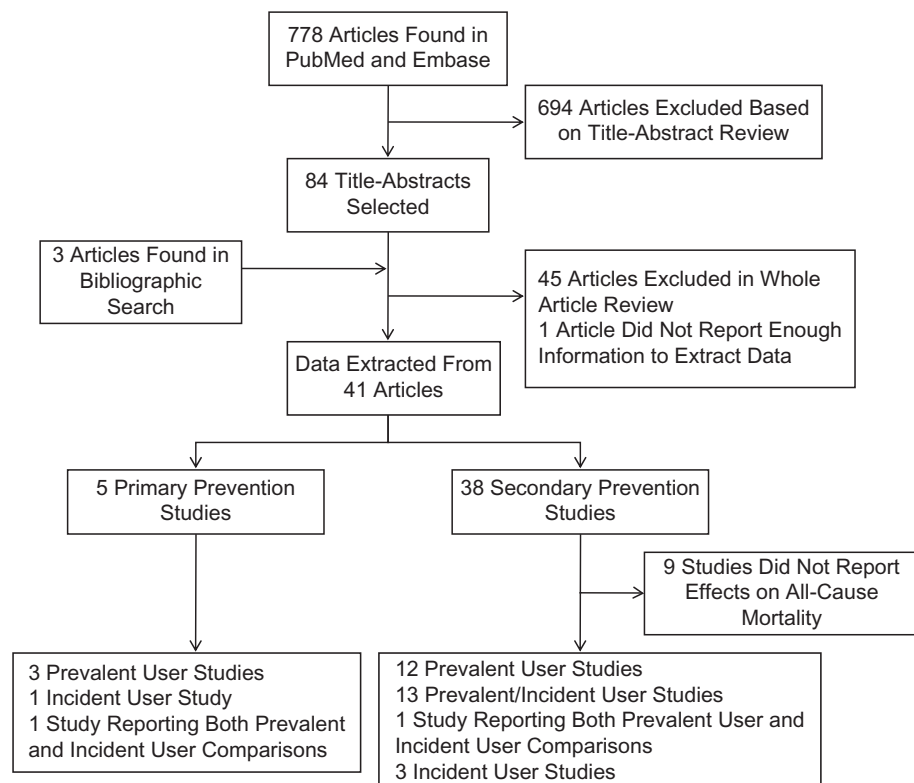 778 Articles Found in
PubMed and Embase
694 Articles Excluded Based
on Title-Abstract Review
84 Title-Abstracts
Selected
3 Articles Found in
Bibliographic
Search
45 Articles Excluded in Whole
Article Review
1 Article Did Not Report Enough
Information to Extract Data
Data Extracted From
41 Articles
5 Primary Prevention
Studies
38 Secondary Prevention
Studies
9 Studies Did Not Report
Effects on All-Cause
Mortality
3 Prevalent User Studies
1 Incident User Study
1 Study Reporting Both Prevalent
and Incident User Comparisons
12 Prevalent User Studies
13 Prevalent/Incident User Studies
1 Study Reporting Both Prevalent User and
Incident User Comparisons
3 Incident User Studies